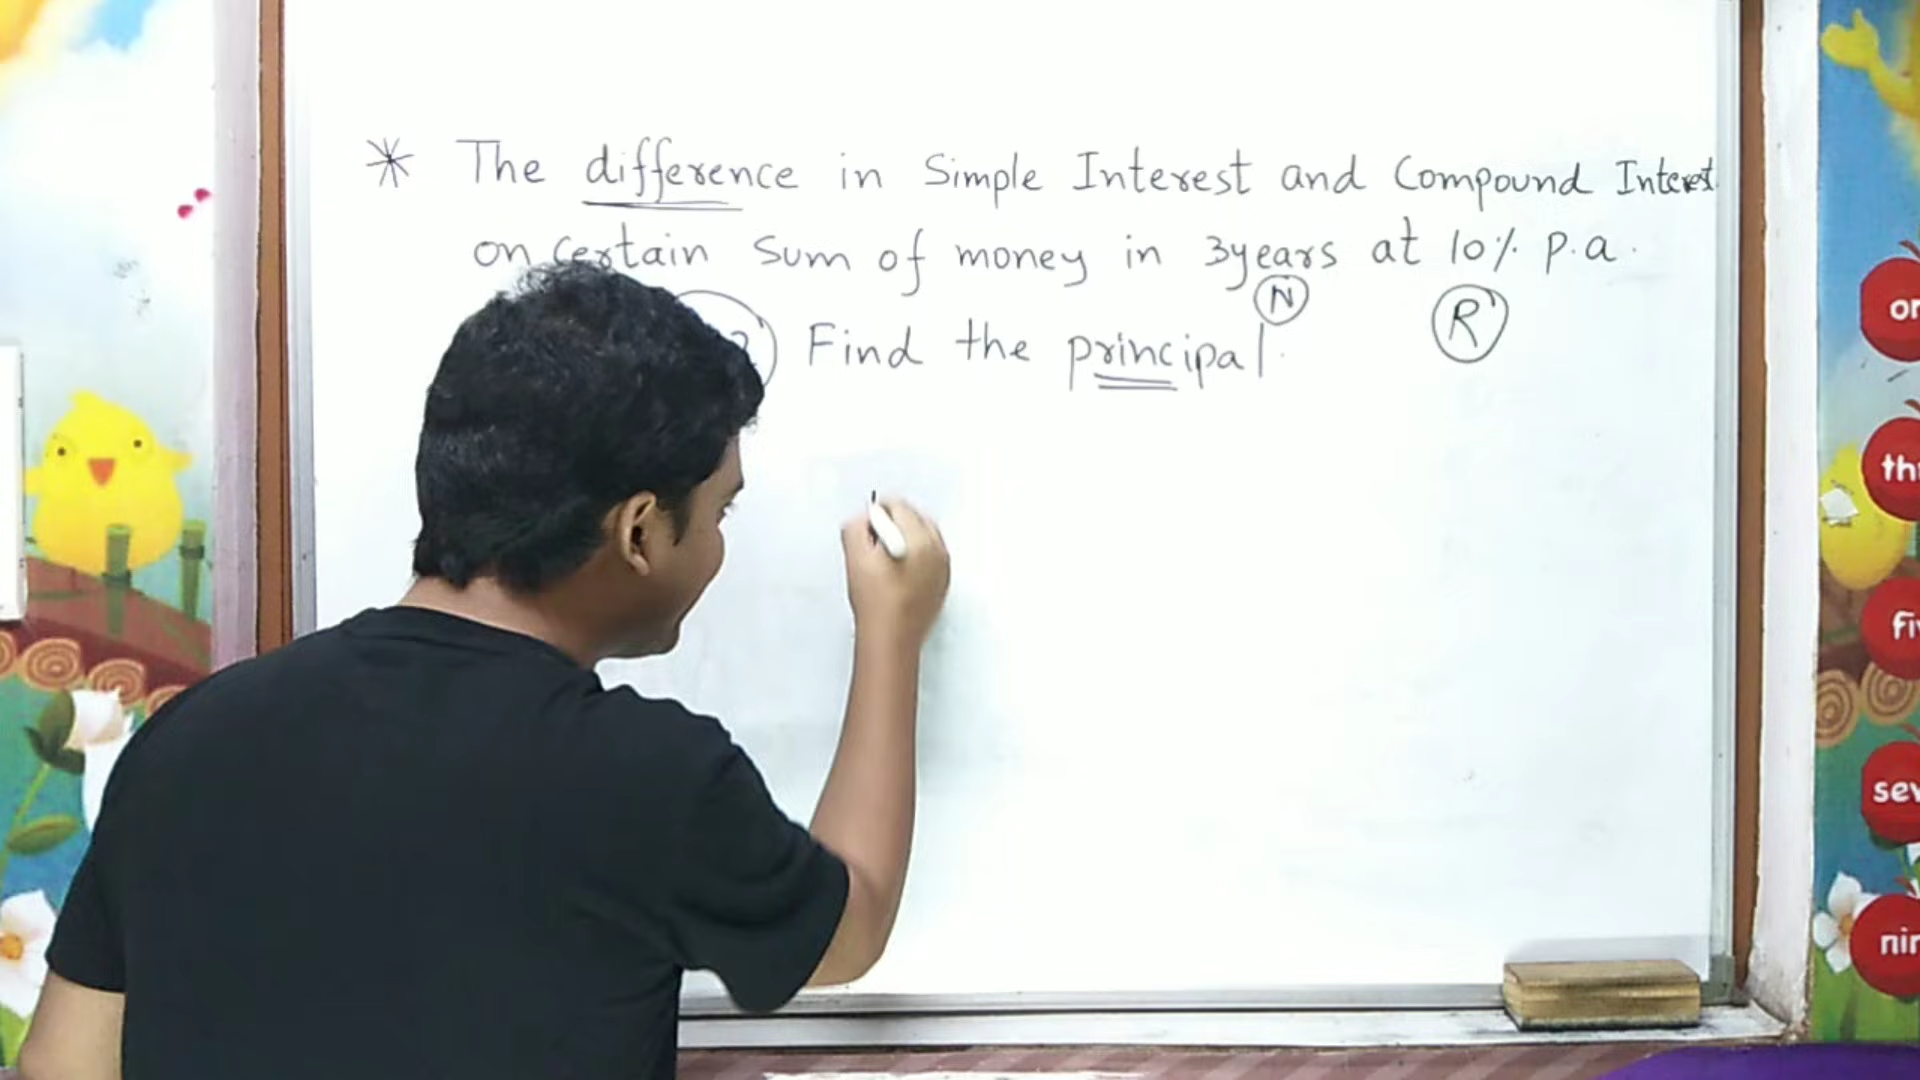 * The difference in Simple Interest and Compound Interest
on certain sum of money in 3years at 10% p.a.
N R
Find the principal.